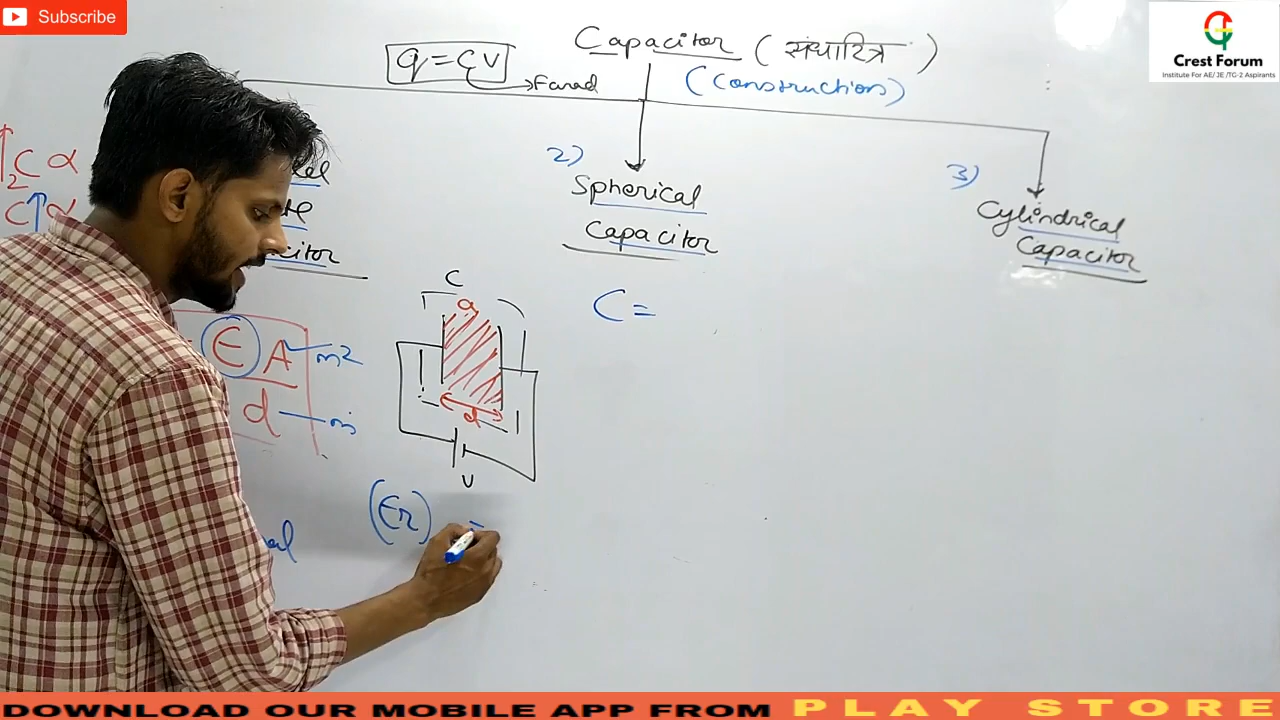 Subscribe
Capacitor (संधारित्र)
q=CV
Farad
(Construction)
Crest Forum
Institute For AE/ JE /TG-2 Aspirants
C α
C α
2)
Spherical
Capacitor
3)
Cylindrical
Capacitor
C
C =
a
Є A
m2
d
m
d
V
(Єr) =
DOWNLOAD OUR MOBILE APP FROM PLAY STORE